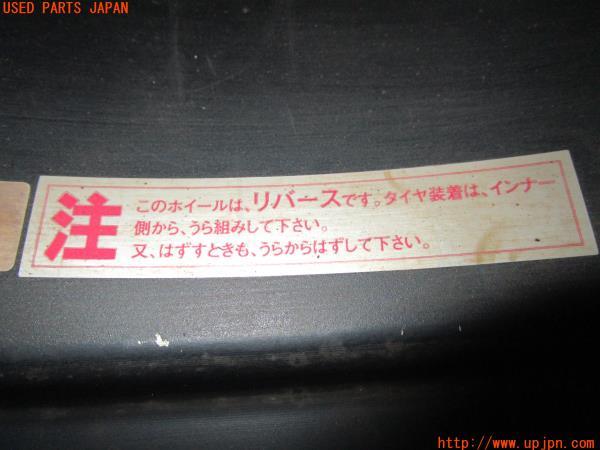 USED PARTS JAPAN
注
このホイールは、リバースです。タイヤ装着は、インナー
側から、うら組みして下さい。
又、はずすときも、うらからはずして下さい。
http://www.upjpn.com